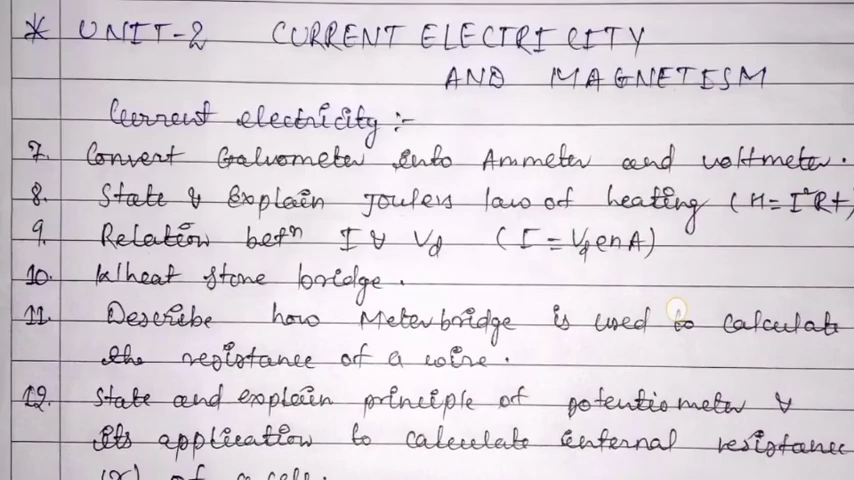 * UNIT-2 CURRENT ELECTRICITY
AND MAGNETISM
Current electricity :-
7. Convert Galvometer into Ammeter and voltmeter.
8. State & Explain Joules law of heating (H=I²Rt)
9. Relation betⁿ I & Vd (I = VdenA)
10. Wheat stone bridge.
11. Describe how Meterbridge is used to calculate
the resistance of a wire.
12. State and explain principle of potentiometer &
its application to calculate internal resistance
(r) of a cell.